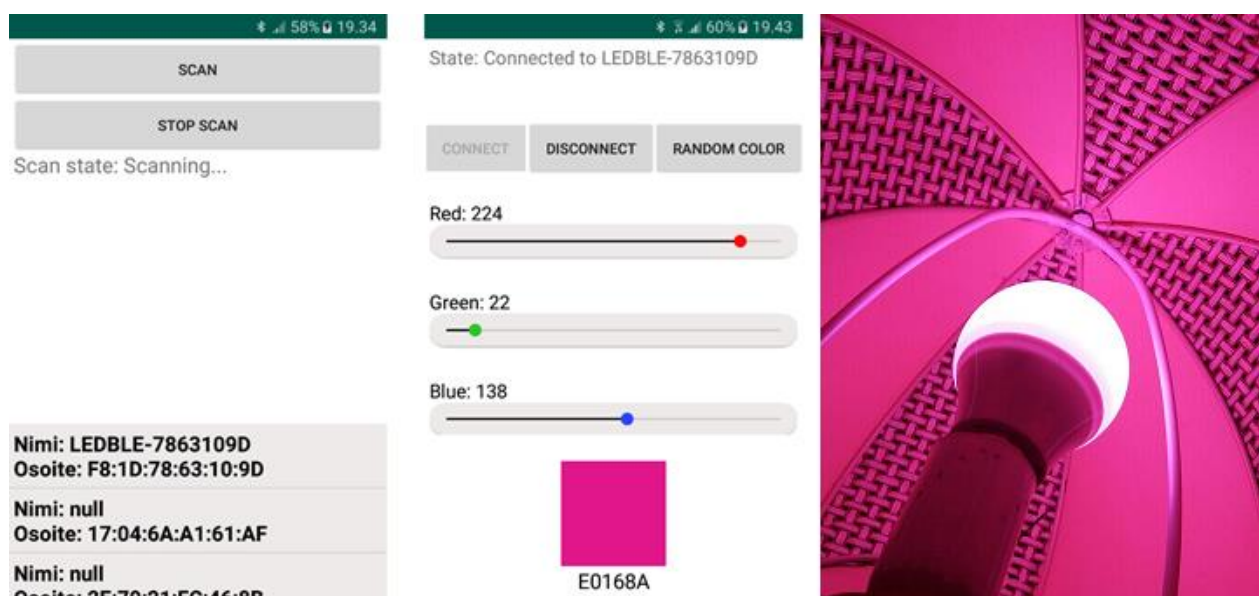 58% 19.34
SCAN
STOP SCAN
Scan state: Scanning...
Nimi: LEDBLE-7863109D
Osoite: F8:1D:78:63:10:9D
Nimi: null
Osoite: 17:04:6A:A1:61:AF
Nimi: null
60% 19.43
State: Connected to LEDBLE-7863109D
CONNECT DISCONNECT RANDOM COLOR
Red: 224
Green: 22
Blue: 138
E0168A